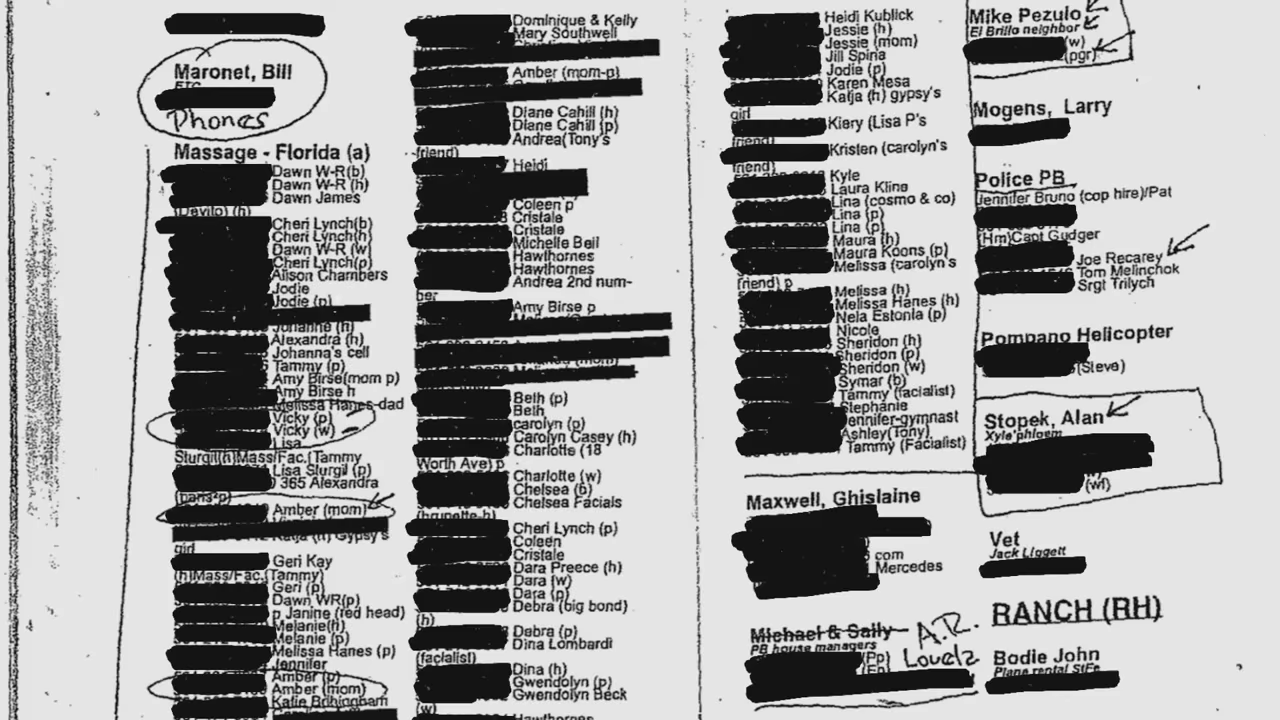 Maronet, Bill
Phones
Massage - Florida (a)
Dawn W-R(b)
Dawn W-R (h)
Dawn James
Cheri Lynch(b)
Cheri Lynch(h)
Dawn W-R (w)
Cheri Lynch(p)
Alison Chambers
Jodie
Jodie (p)
Johanne (h)
Alexandra (h)
Johanna's cell
Tammy (p)
Amy Birse(mom p)
Amy Birse h
Melissa Hanes-dad
Vicky (p)
Vicky (w)
Lisa
Sturgil(h)Mass/Fac.(Tammy
Lisa Sturgil (p)
365 Alexandra
Amber (mom)
Katja (h) Gypsy's
girl
Geri Kay
(h)Mass/Fac.(Tammy)
Geri (p)
Dawn WR(p)
p Janine (red head)
Melanie(h)
Melanie (p)
Melissa Hanes (p)
Jennifer
Amber (p)
Amber (mom)
Dominique & Kelly
Mary Southwell
Amber (mom-p)
Diane Cahill (h)
Diane Cahill (p)
Andrea(Tony's
friend)
Heidi
Coleen p
Cristale
Cristale
Michelle Bell
Hawthornes
Hawthornes
Andrea 2nd num-
ber
Amy Birse p
Beth (p)
Beth
carolyn (p)
Carolyn Casey (h)
Charlotte (18
Worth Ave) p
Charlotte (w)
Chelsea (b)
Chelsea Facials
(brunette-h)
Cheri Lynch (p)
Coleen
Cristale
Dara Preece (h)
Dara (w)
Dara (p)
Debra (big bond)
(h)
Debra (p)
Dina Lombardi
(facialist)
Dina (h)
Gwendolyn (p)
Gwendolyn Beck
(w)
Hawthornes
Heidi Kublick
Jessie (h)
Jessie (mom)
Jill Spina
Jodie (p)
Karen Mesa
Katja (h) gypsy's
girl
Kiery (Lisa P's
friend)
Kristen (carolyn's
friend)
Kyle
Laura Kline
Lina (cosmo & co)
Lina (p)
Lina (p)
Maura (h)
Maura Koons (p)
Melissa (carolyn's
friend) p
Melissa (h)
Melissa Hanes (h)
Nela Estonia (p)
Nicole
Sheridon (h)
Sheridon (p)
Sheridon (w)
Symar (b)
Tammy (facialist)
Stephanie
Jennifer-gymnast
Ashley(Tony)
Tammy (Facialist)
Maxwell, Ghislaine
com
Mercedes
Michael & Sally A.R.
PB house managers
(Pp) Lovelz
Mike Pezulo
El Brillo neighbor
(w)
(pgr)
Mogens, Larry
Police PB
Jennifer Bruno (cop hire)/Pat
(Hm)Capt Gudger
Joe Recarey
Tom Melinchok
Srgt Trilych
Pompano Helicopter
(Steve)
Stopek, Alan
Xyle'phloem
(wf)
Vet
Jack Liggett
RANCH (RH)
Bodie John
Plane rental StFe